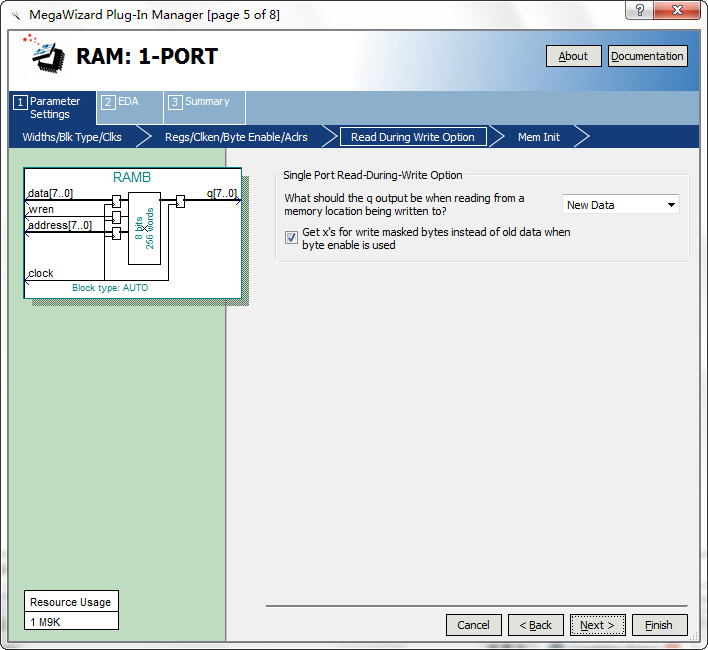 MegaWizard Plug-In Manager [page 5 of 8]
?
RAM: 1-PORT
About
Documentation
1 Parameter Settings
2 EDA
3 Summary
Widths/Blk Type/Clks
Regs/Clken/Byte Enable/Aclrs
Read During Write Option
Mem Init
RAMB
data[7..0]
q[7..0]
wren
address[7..0]
8 bits
X
256 words
clock
Block type: AUTO
Single Port Read-During-Write Option
What should the q output be when reading from a
memory location being written to?
New Data
Get x's for write masked bytes instead of old data when
byte enable is used
Resource Usage
1 M9K
Cancel
< Back
Next >
Finish